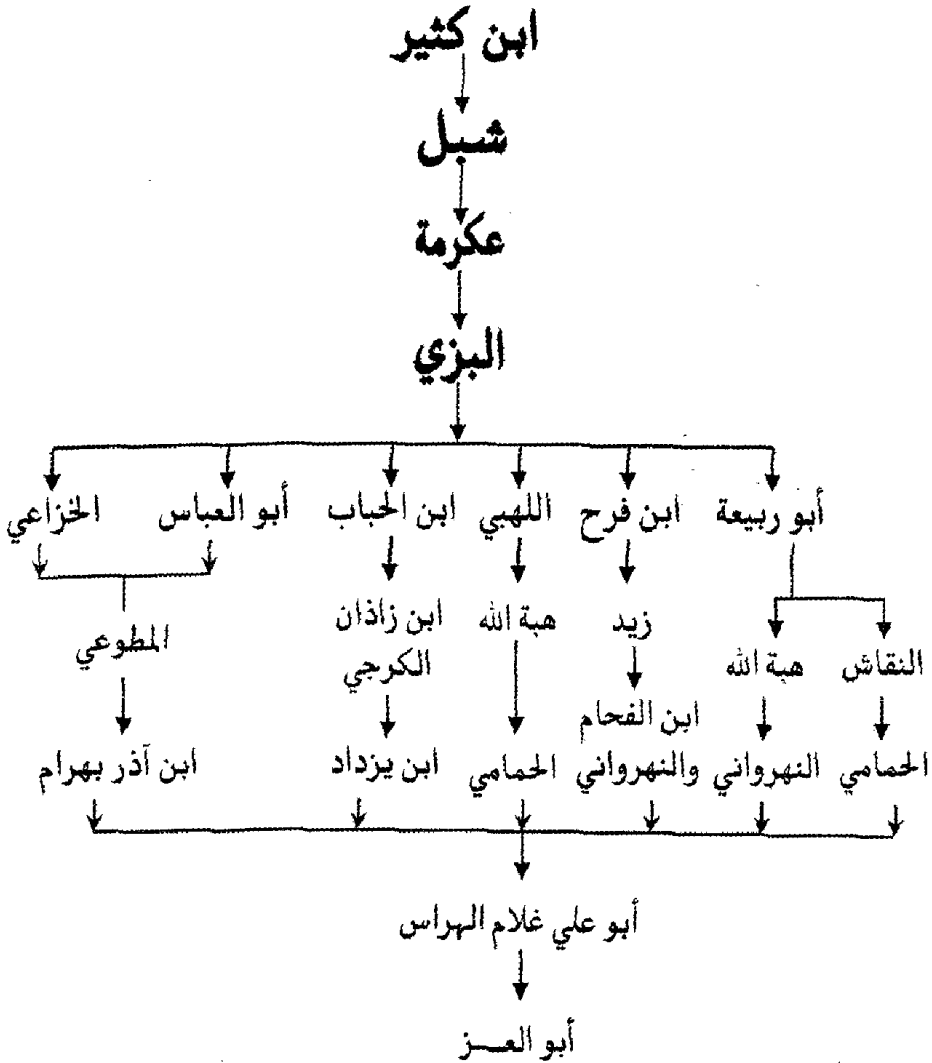 ابن كثير
شبل
عكرمة
البزي
أبو ربيعة
ابن فرح
اللهبي
ابن الحباب
أبو العباس
الخزاعي
النقاش
هبة الله
زيد
هبة الله
ابن زاذان
الكرجي
المطوعي
الحمامي
النهرواني
ابن الفحام
والنهرواني
الحمامي
ابن يزداد
ابن آذر بهرام
أبو علي غلام الهراس
أبو العـــز